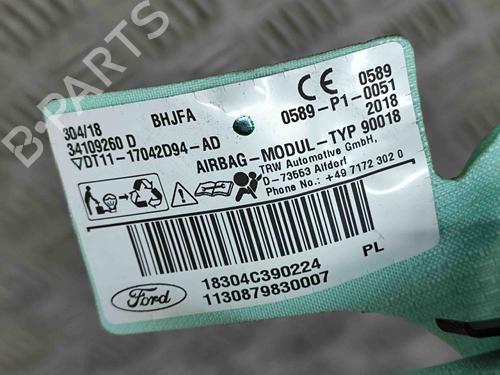 304/18 BHJFA CE 0589
34109260 D 0589-P1-0051
DT11-17042D94-AD 2018
AIRBAG-MODUL-TYP 90018
TRW Automotive GmbH,
D-73553 Alfdorf
Phone No.: +49 7172 302 0
PL
18304C390224
1130879830007
Ford
B-PARTS